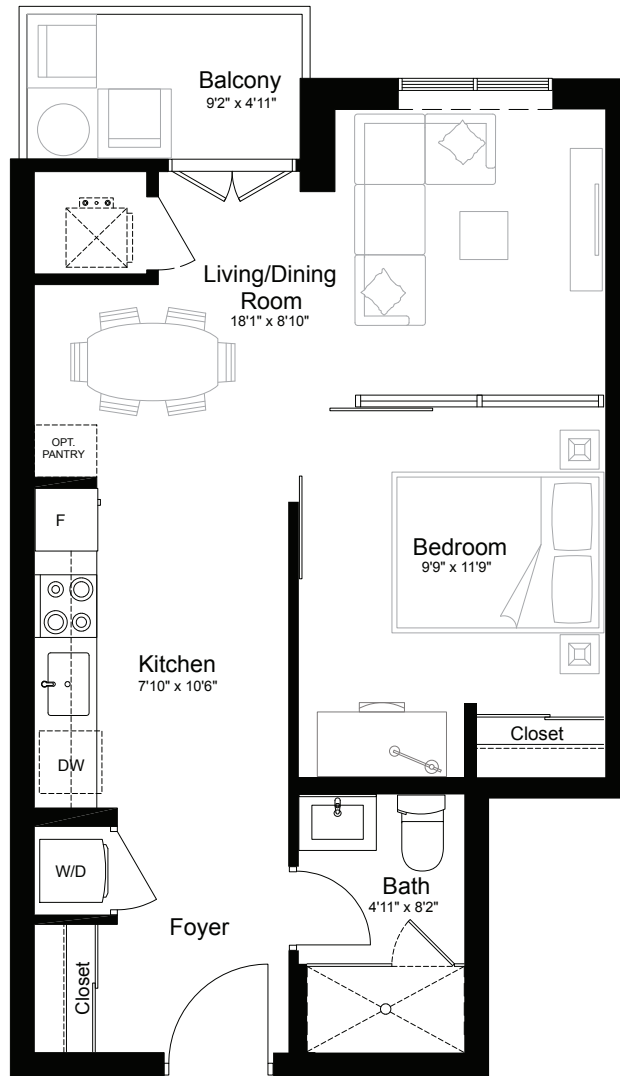 Balcony
9'2" x 4'11"
Living/Dining
Room
18'1" x 8'10"
OPT.
PANTRY
F
Bedroom
9'9" x 11'9"
Kitchen
7'10" x 10'6"
Closet
DW
W/D
Bath
4'11" x 8'2"
Foyer
Closet